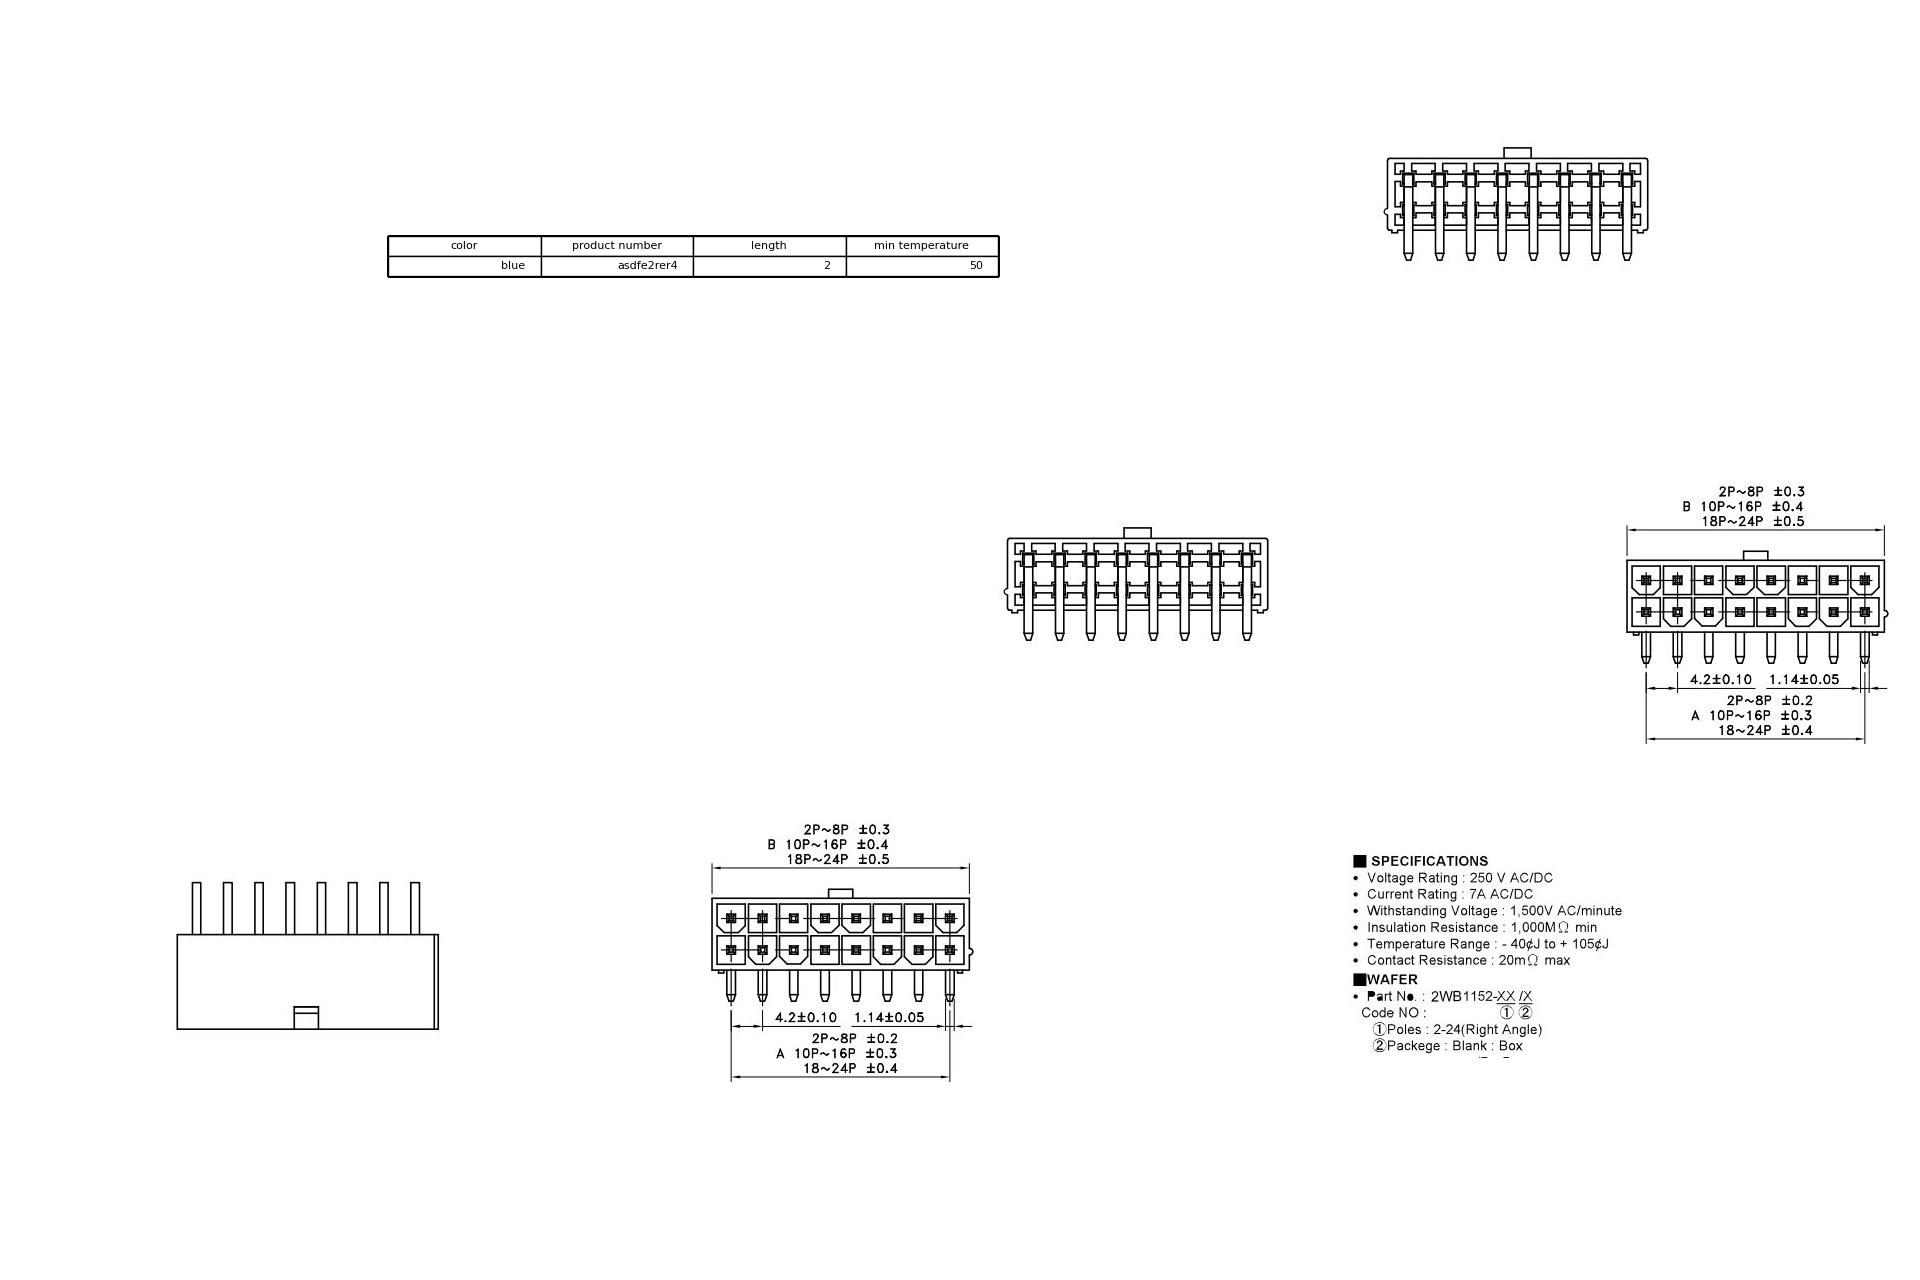 color product number length min temperature
blue asdfe2rer4 2 50
2P~8P ±0.3
B 10P~16P ±0.4
18P~24P ±0.5
4.2±0.10 1.14±0.05
2P~8P ±0.2
A 10P~16P ±0.3
18~24P ±0.4
2P~8P ±0.3
B 10P~16P ±0.4
18P~24P ±0.5
4.2±0.10 1.14±0.05
2P~8P ±0.2
A 10P~16P ±0.3
18~24P ±0.4
■ SPECIFICATIONS
• Voltage Rating : 250 V AC/DC
• Current Rating : 7A AC/DC
• Withstanding Voltage : 1,500V AC/minute
• Insulation Resistance : 1,000MΩ min
• Temperature Range : - 40¢J to + 105¢J
• Contact Resistance : 20mΩ max
■WAFER
• Part No. : 2WB1152-XX /X
Code NO : ① ②
①Poles : 2-24(Right Angle)
②Packege : Blank : Box